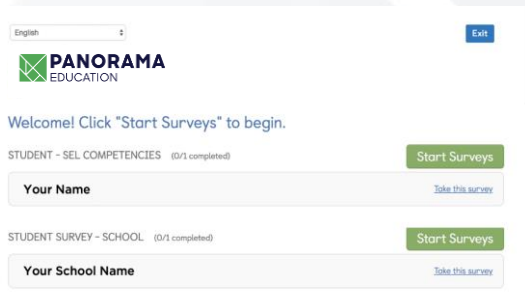 English
Exit
PANORAMA
EDUCATION
Welcome! Click "Start Surveys" to begin.
STUDENT - SEL COMPETENCIES (0/1 completed)
Start Surveys
Your Name
Take this survey
STUDENT SURVEY - SCHOOL (0/1 completed)
Start Surveys
Your School Name
Take this survey